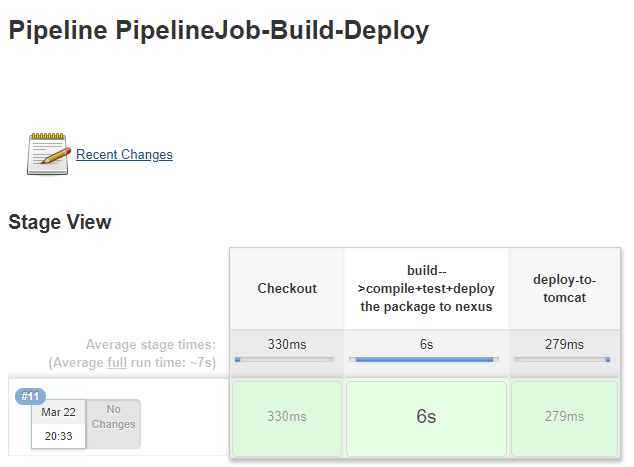 Pipeline PipelineJob-Build-Deploy
Recent Changes
Stage View
Checkout
build--
>compile+test+deploy
the package to nexus
deploy-to-
tomcat
Average stage times:
(Average full run time: ~7s)
330ms
6s
279ms
#11
Mar 22
20:33
No
Changes
330ms
6s
279ms